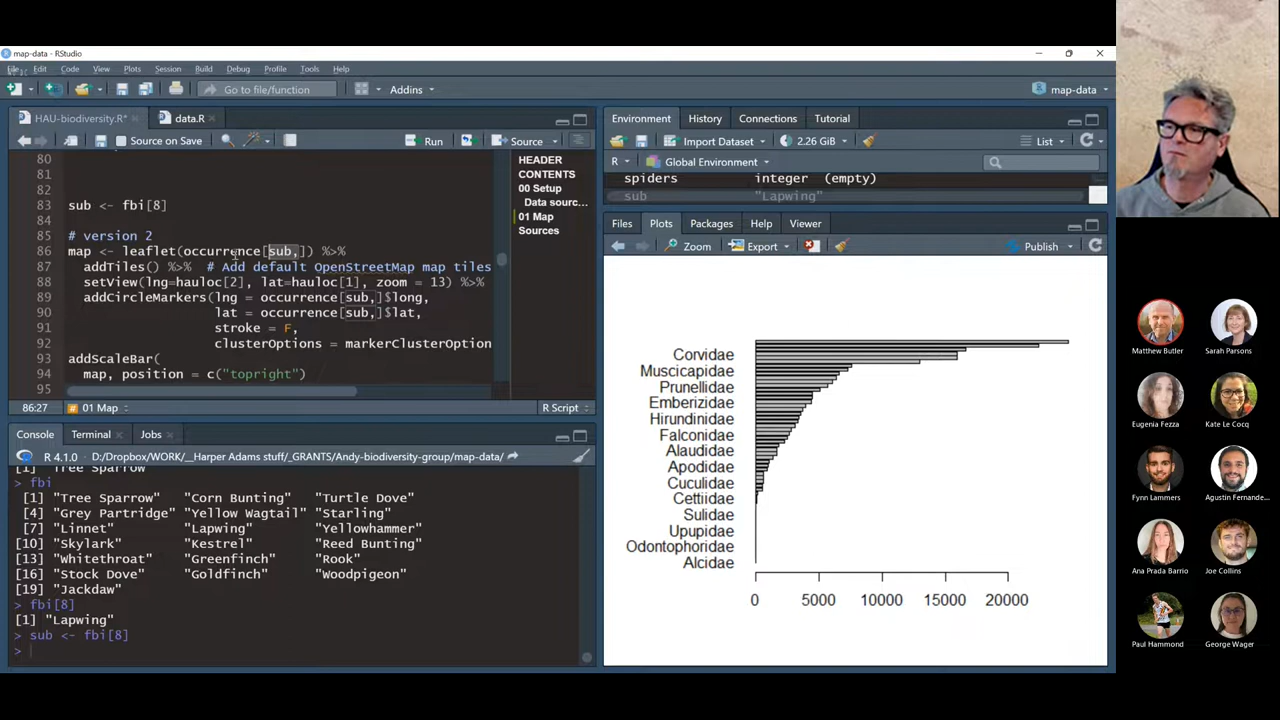 map-data - RStudio
File Edit Code View Plots Session Build Debug Profile Tools Help
Go to file/function
Addins
map-data
HAU-biodiversity.R*
data.R
Source on Save
Run
Source
80
81
82
83 sub <- fbi[8]
84
85 # version 2
86 map <- leaflet(occurrence[sub,]) %>%
87 addTiles() %>% # Add default OpenStreetMap map tiles
88 setView(lng=hauloc[2], lat=hauloc[1], zoom = 13) %>%
89 addCircleMarkers(lng = occurrence[sub,]$long,
90 lat = occurrence[sub,]$lat,
91 stroke = F,
92 clusterOptions = markerClusterOption
93 addScaleBar(
94 map, position = c("topright")
95
86:27
01 Map
R Script
HEADER
CONTENTS
00 Setup
Data sourc...
01 Map
Sources
Console
Terminal
Jobs
R 4.1.0 . D:/Dropbox/WORK/__Harper Adams stuff/_GRANTS/Andy-biodiversity-group/map-data/
[1] "Tree Sparrow"
> fbi
[1] "Tree Sparrow" "Corn Bunting" "Turtle Dove"
[4] "Grey Partridge" "Yellow Wagtail" "Starling"
[7] "Linnet" "Lapwing" "Yellowhammer"
[10] "Skylark" "Kestrel" "Reed Bunting"
[13] "Whitethroat" "Greenfinch" "Rook"
[16] "Stock Dove" "Goldfinch" "Woodpigeon"
[19] "Jackdaw"
> fbi[8]
[1] "Lapwing"
> sub <- fbi[8]
>
Environment
History
Connections
Tutorial
Import Dataset
2.26 GiB
List
R
Global Environment
spiders integer (empty)
sub "Lapwing"
Files
Plots
Packages
Help
Viewer
Zoom
Export
Publish
Corvidae
Muscicapidae
Prunellidae
Emberizidae
Hirundinidae
Falconidae
Alaudidae
Apodidae
Cuculidae
Cettiidae
Sulidae
Upupidae
Odontophoridae
Alcidae
0 5000 10000 15000 20000
Matthew Butler
Sarah Parsons
Eugenia Fezza
Kate Le Cocq
Fynn Lammers
Agustin Fernande...
Ana Prada Barrio
Joe Collins
Paul Hammond
George Wager